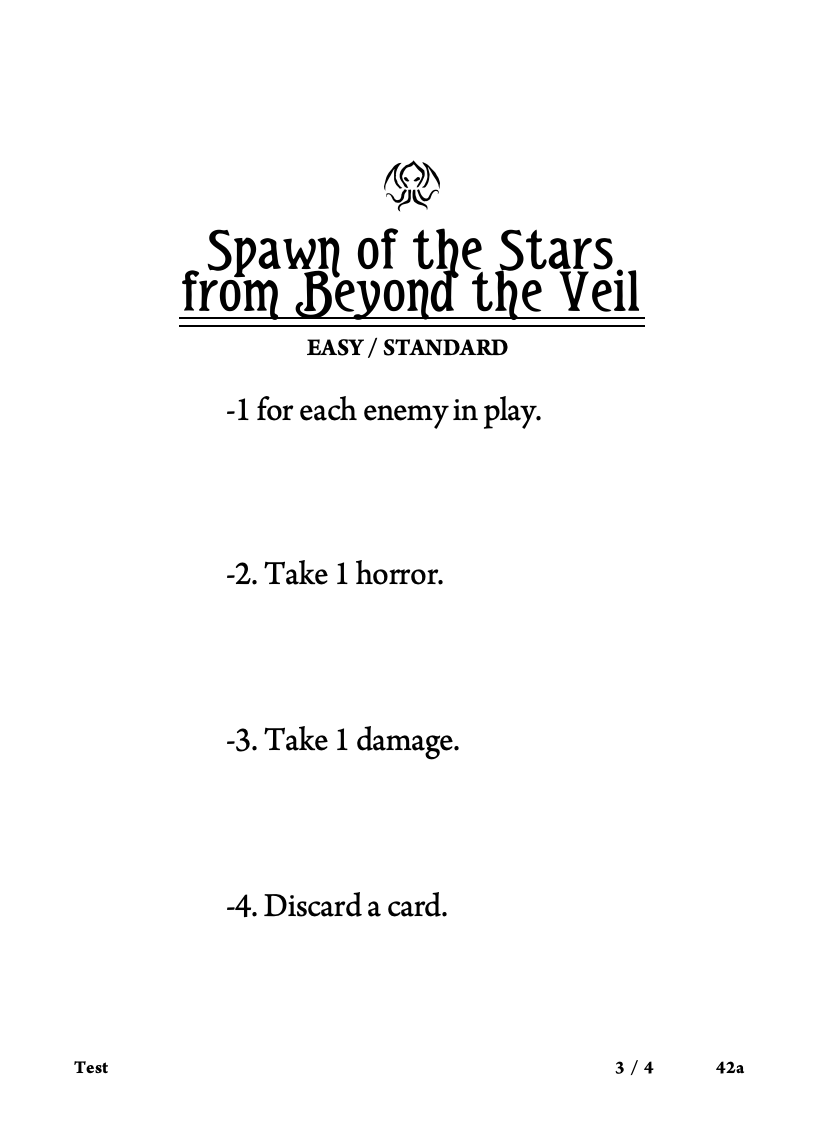 Spawn of the Stars
from Beyond the Veil
EASY / STANDARD
-1 for each enemy in play.
-2. Take 1 horror.
-3. Take 1 damage.
-4. Discard a card.
Test 3 / 4 42a